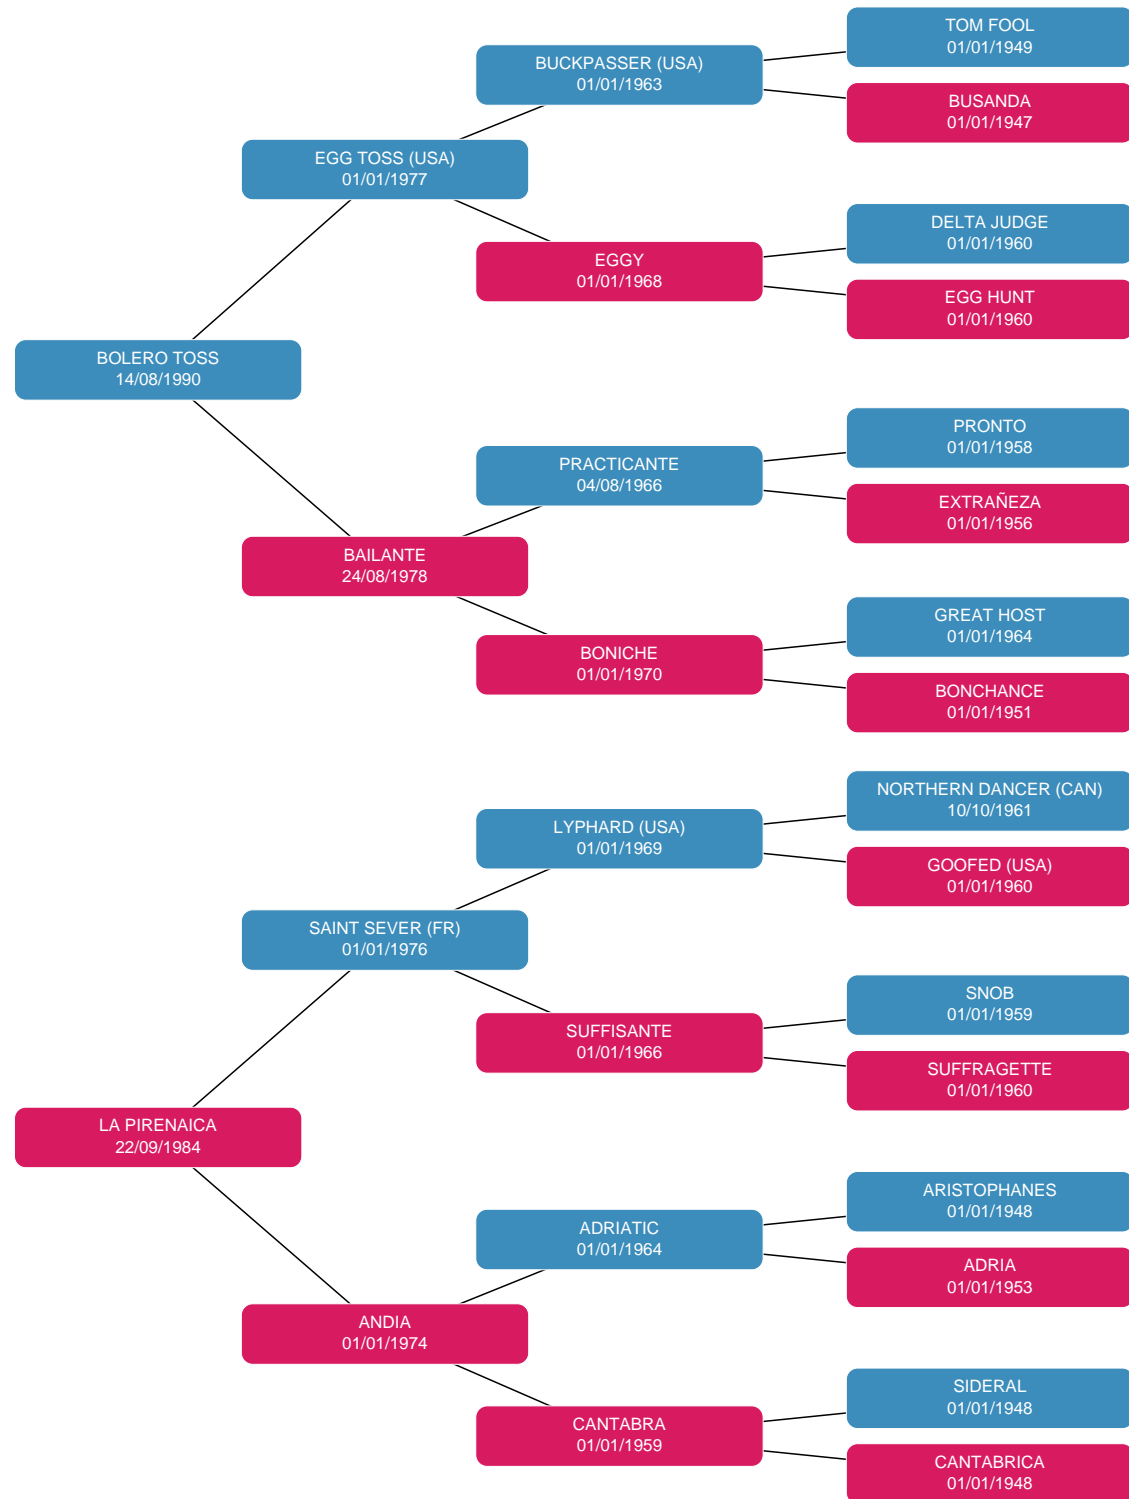 TOM FOOL
01/01/1949
BUCKPASSER (USA)
01/01/1963
BUSANDA
01/01/1947
EGG TOSS (USA)
01/01/1977
DELTA JUDGE
01/01/1960
EGGY
01/01/1968
EGG HUNT
01/01/1960
BOLERO TOSS
14/08/1990
PRONTO
01/01/1958
PRACTICANTE
04/08/1966
EXTRAÑEZA
01/01/1956
BAILANTE
24/08/1978
GREAT HOST
01/01/1964
BONICHE
01/01/1970
BONCHANCE
01/01/1951
NORTHERN DANCER (CAN)
10/10/1961
LYPHARD (USA)
01/01/1969
GOOFED (USA)
01/01/1960
SAINT SEVER (FR)
01/01/1976
SNOB
01/01/1959
SUFFISANTE
01/01/1966
SUFFRAGETTE
01/01/1960
LA PIRENAICA
22/09/1984
ARISTOPHANES
01/01/1948
ADRIATIC
01/01/1964
ADRIA
01/01/1953
ANDIA
01/01/1974
SIDERAL
01/01/1948
CANTABRA
01/01/1959
CANTABRICA
01/01/1948